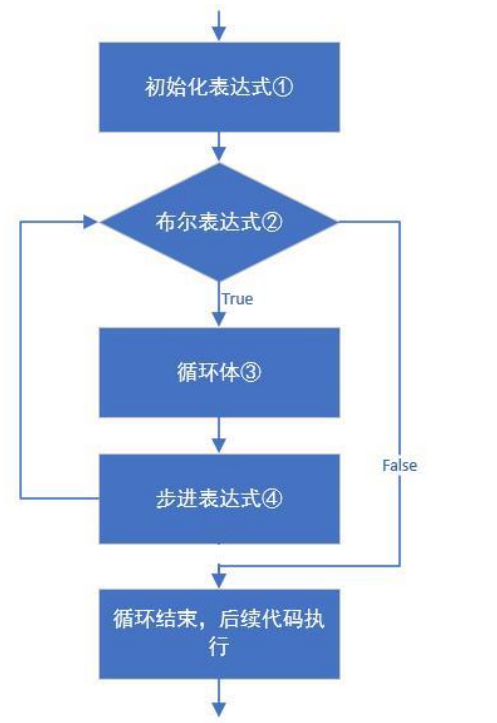 初始化表达式①
布尔表达式②
True
循环体③
False
步进表达式④
循环结束，后续代码执
行